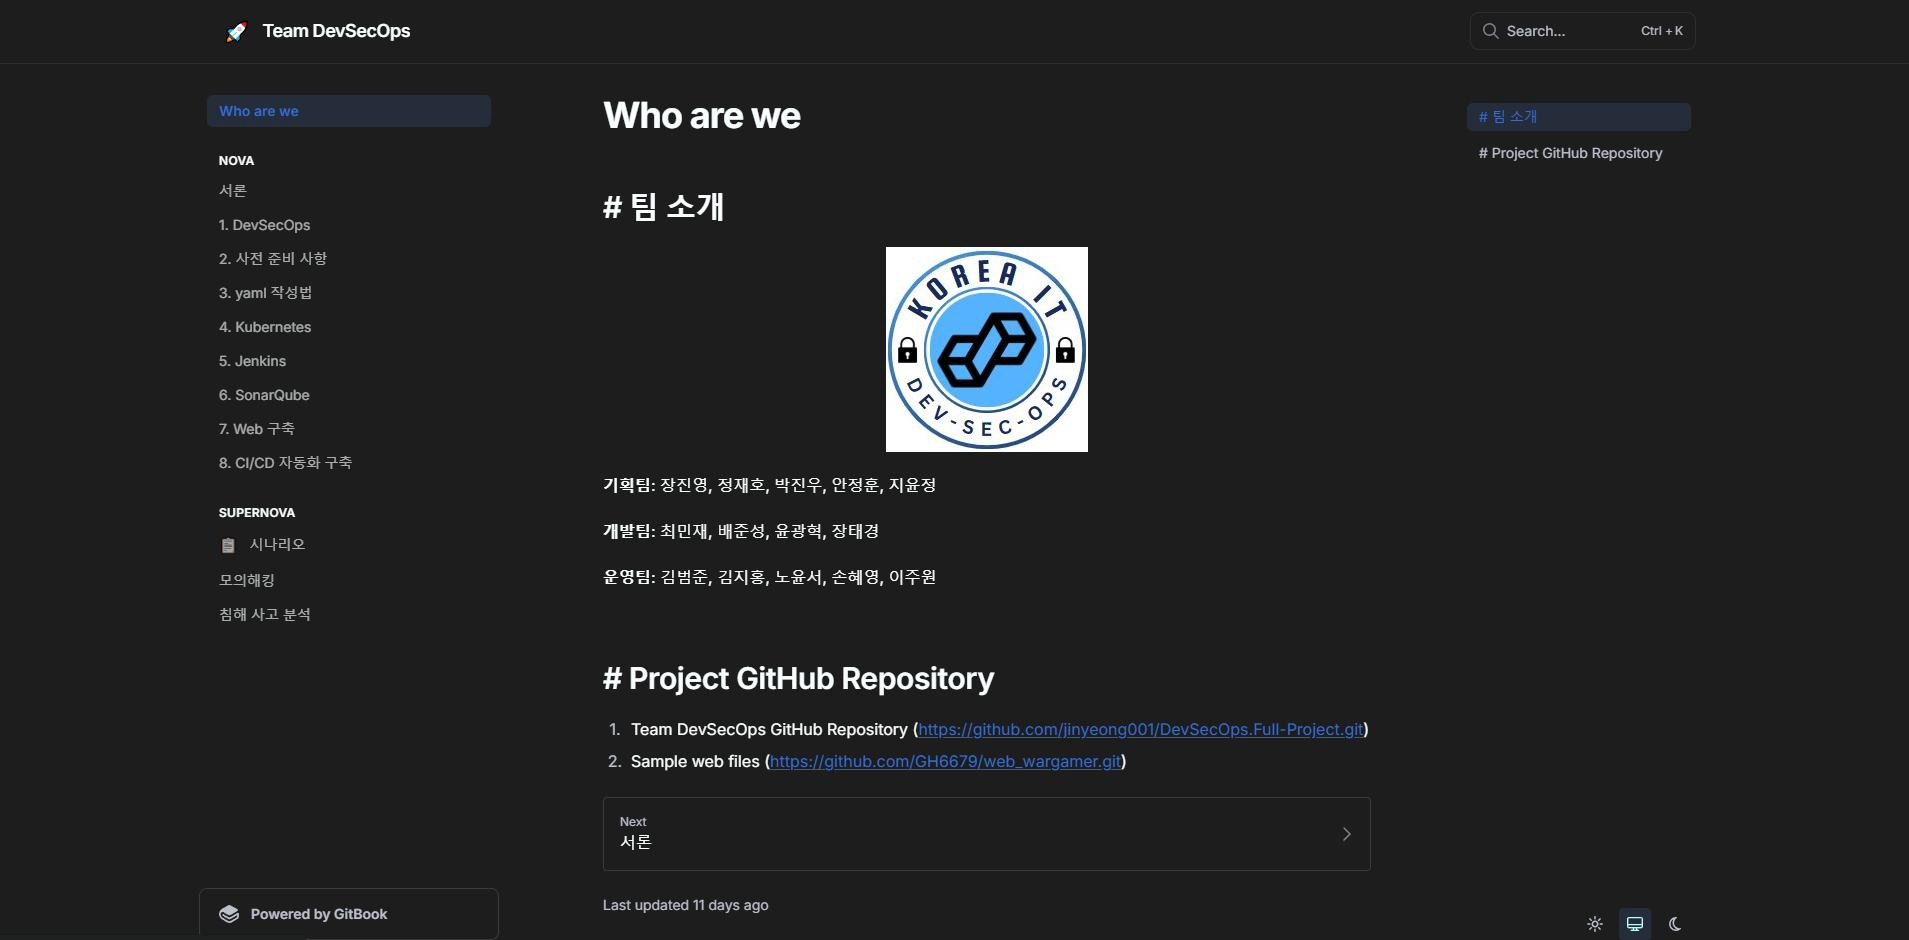 Team DevSecOps
Search...
Ctrl + K
Who are we
NOVA
서론
1. DevSecOps
2. 사전 준비 사항
3. yaml 작성법
4. Kubernetes
5. Jenkins
6. SonarQube
7. Web 구축
8. CI/CD 자동화 구축
SUPERNOVA
시나리오
모의해킹
침해 사고 분석
Powered by GitBook
Who are we
# 팀 소개
KOREA IT
DEV-SEC-OPS
기획팀: 장진영, 정재호, 박진우, 안정훈, 지윤정
개발팀: 최민재, 배준성, 윤광혁, 장태경
운영팀: 김범준, 김지홍, 노윤서, 손혜영, 이주원
# Project GitHub Repository
1. Team DevSecOps GitHub Repository (https://github.com/jinyeong001/DevSecOps.Full-Project.git)
2. Sample web files (https://github.com/GH6679/web_wargamer.git)
Next
서론
Last updated 11 days ago
# 팀 소개
# Project GitHub Repository